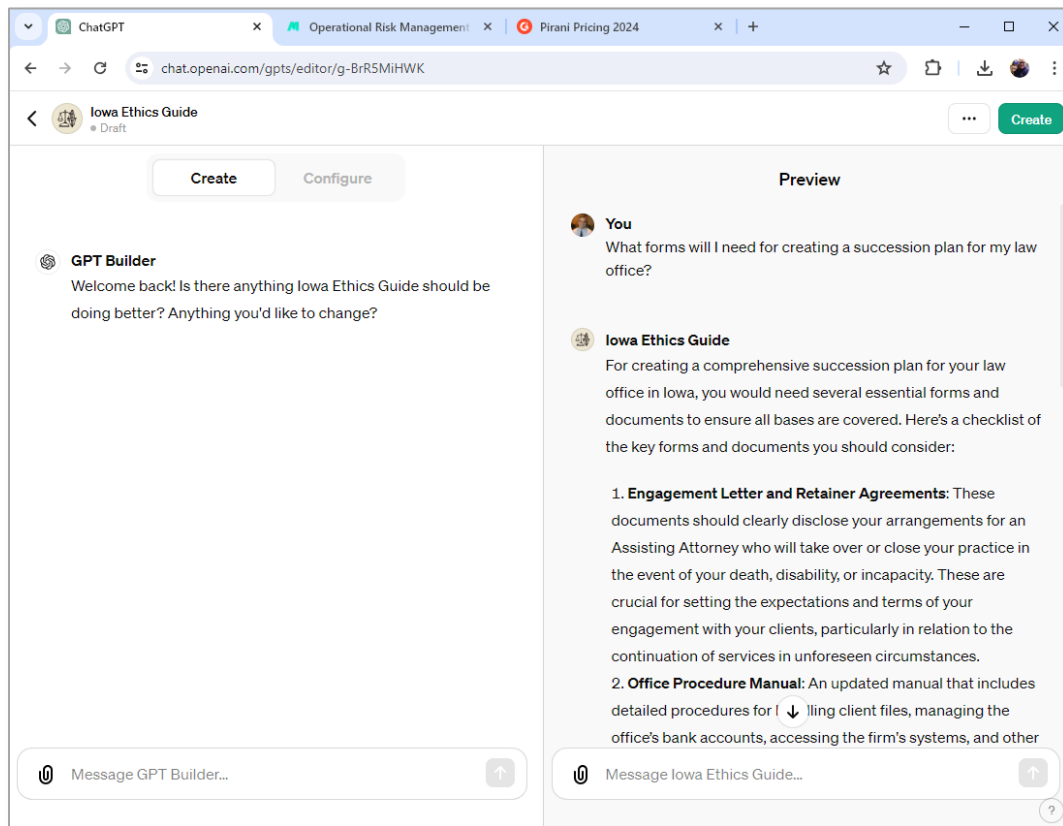 ChatGPT
Operational Risk Management
Pirani Pricing 2024
chat.openai.com/gpts/editor/g-BrR5MiHWK
Iowa Ethics Guide
Draft
Create
Create
Configure
GPT Builder
Welcome back! Is there anything Iowa Ethics Guide should be
doing better? Anything you'd like to change?
Message GPT Builder...
Preview
You
What forms will I need for creating a succession plan for my law
office?
Iowa Ethics Guide
For creating a comprehensive succession plan for your law
office in Iowa, you would need several essential forms and
documents to ensure all bases are covered. Here's a checklist of
the key forms and documents you should consider:
1. Engagement Letter and Retainer Agreements: These
documents should clearly disclose your arrangements for an
Assisting Attorney who will take over or close your practice in
the event of your death, disability, or incapacity. These are
crucial for setting the expectations and terms of your
engagement with your clients, particularly in relation to the
continuation of services in unforeseen circumstances.
2. Office Procedure Manual: An updated manual that includes
detailed procedures for lling client files, managing the
office's bank accounts, accessing the firm's systems, and other
Message Iowa Ethics Guide...
?